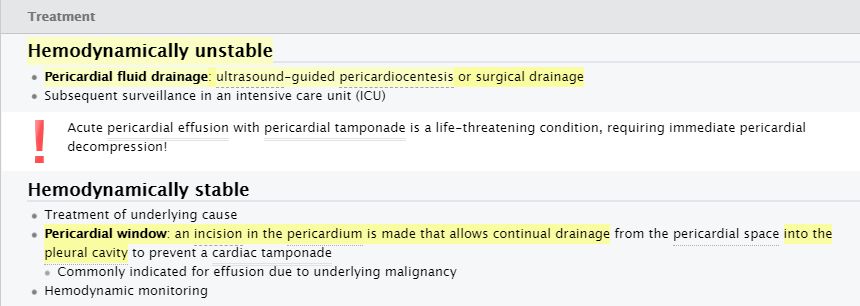 Treatment
Hemodynamically unstable
Pericardial fluid drainage: ultrasound-guided pericardiocentesis or surgical drainage
Subsequent surveillance in an intensive care unit (ICU)
Acute pericardial effusion with pericardial tamponade is a life-threatening condition, requiring immediate pericardial
decompression!
Hemodynamically stable
Treatment of underlying cause
Pericardial window: an incision in the pericardium is made that allows continual drainage from the pericardial space into the
pleural cavity to prevent a cardiac tamponade
Commonly indicated for effusion due to underlying malignancy
Hemodynamic monitoring